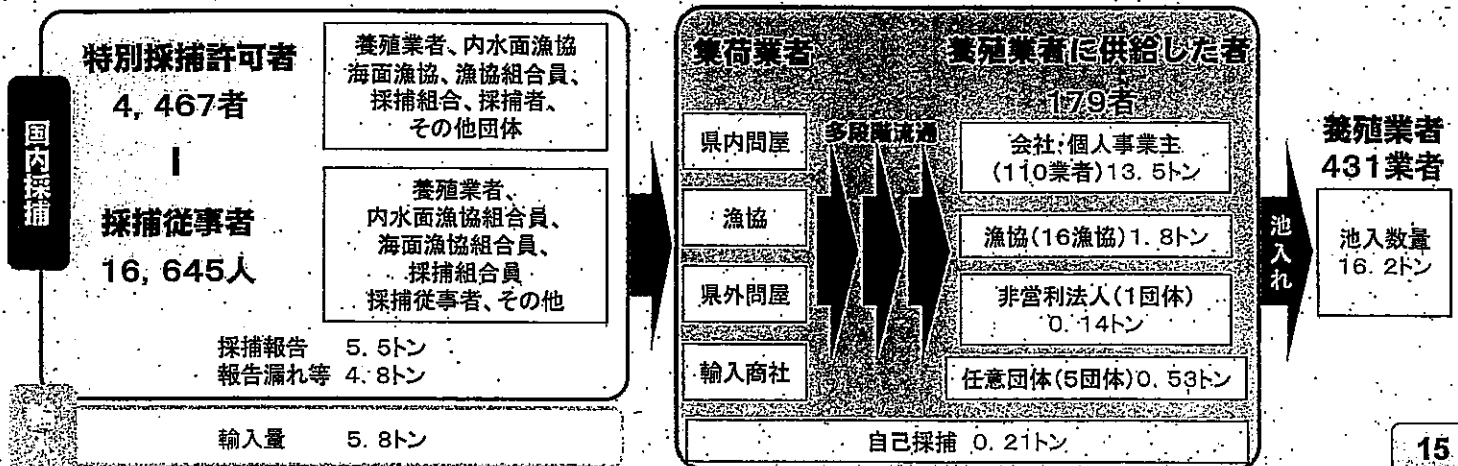 国内採捕
特別採捕許可者
4,467者
採捕従事者
16,645人
養殖業者、内水面漁協
海面漁協、漁協組合員、
採捕組合、採捕者、
その他団体
養殖業者、
内水面漁協組合員、
海面漁協組合員、
採捕組合員
採捕従事者、その他
採捕報告 5.5トン
報告漏れ等 4.8トン
輸入量 5.8トン
集荷業者
県内問屋
漁協
県外問屋
輸入商社
多段階流通
養殖業者に供給した者
179者
会社・個人事業主
(110業者)13.5トン
漁協(16漁協)1.8トン
非営利法人(1団体)
0.14トン
任意団体(5団体)0.53トン
自己採捕 0.21トン
池入れ
養殖業者
431業者
池入数量
16.2トン
15